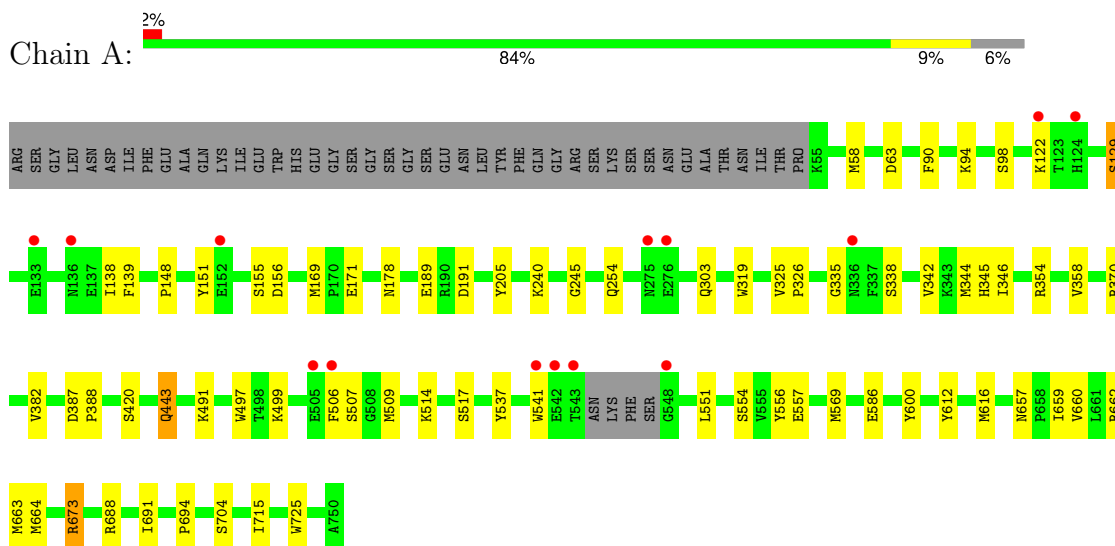 2%
Chain A:
84% 9% 6%
ARG SER GLY LEU ASN ASP ILE PHE GLU ALA GLN LYS ILE GLU TRP HIS GLU GLY SER GLY SER GLY SER GLU ASN LEU TYR PHE GLN GLY ARG SER LYS SER SER ASN GLU ALA THR ASN ILE THR PRO K55 M58 D63 F90 K94 S98 K122 T123 H124 S129
E133 N136 E137 I138 F139 P148 Y151 E152 S155 D156 M169 P170 E171 N178 E189 R190 D191 Y205 K240 G245 Q254 N275 E276 Q303 W319 V325 P326 G335 N336 F337 S338 V342 K343 M344 H345 I346 R354 V358
V382 D387 P388 S420 Q443 K491 W497 T498 K499 E505 F506 S507 G508 M509 K514 S517 Y537 W541 E542 T543 ASN LYS PHE SER G548 L551 S554 V555 Y556 E557 M569 E586 Y600 Y612 M616 N657 P658 I659 Y660 L661
M663 M664 R673 R688 I691 P694 S704 I715 W725 A750